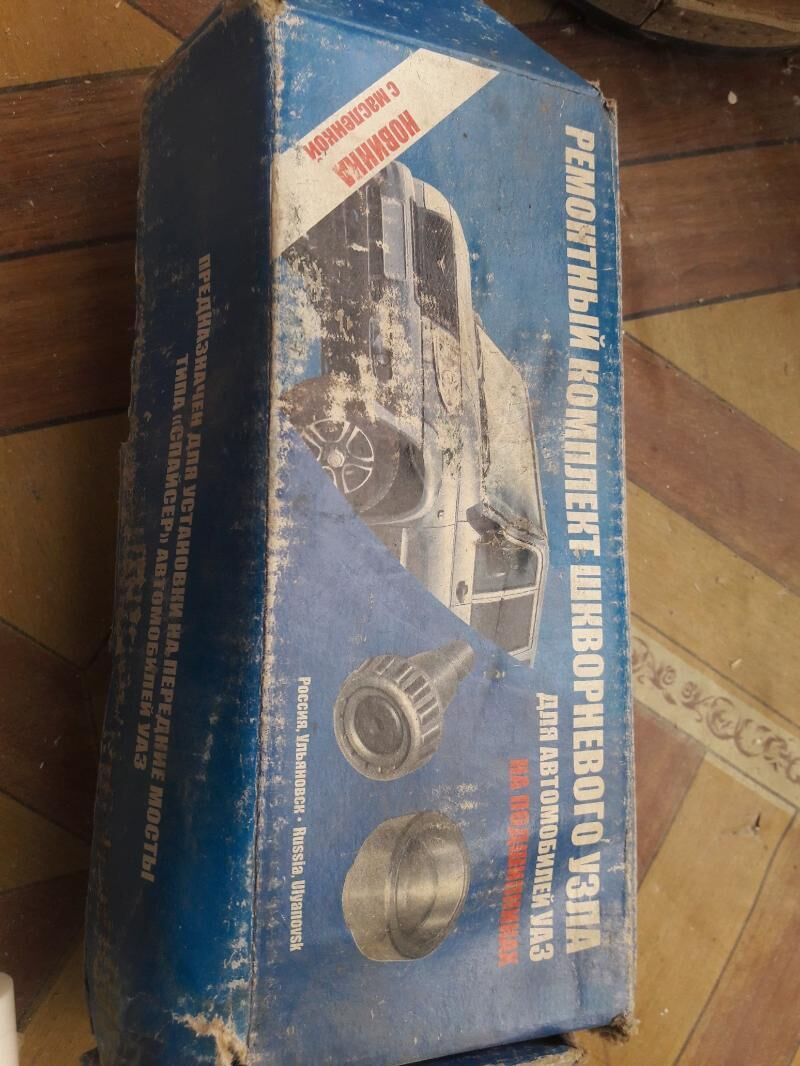 РЕМОНТНЫЙ КОМПЛЕКТ ШКВОРНЕВОГО УЗЛА
ДЛЯ АВТОМОБИЛЕЙ УАЗ
НА ПОДШИПНИКАХ
НОВИНКА
С МАСЛЕНКОЙ
Россия, Ульяновск • Russia, Ulyanovsk
ПРЕДНАЗНАЧЕН ДЛЯ УСТАНОВКИ НА ПЕРЕДНИЕ МОСТЫ
ТИПА «СПАЙСЕР» АВТОМОБИЛЕЙ УАЗ